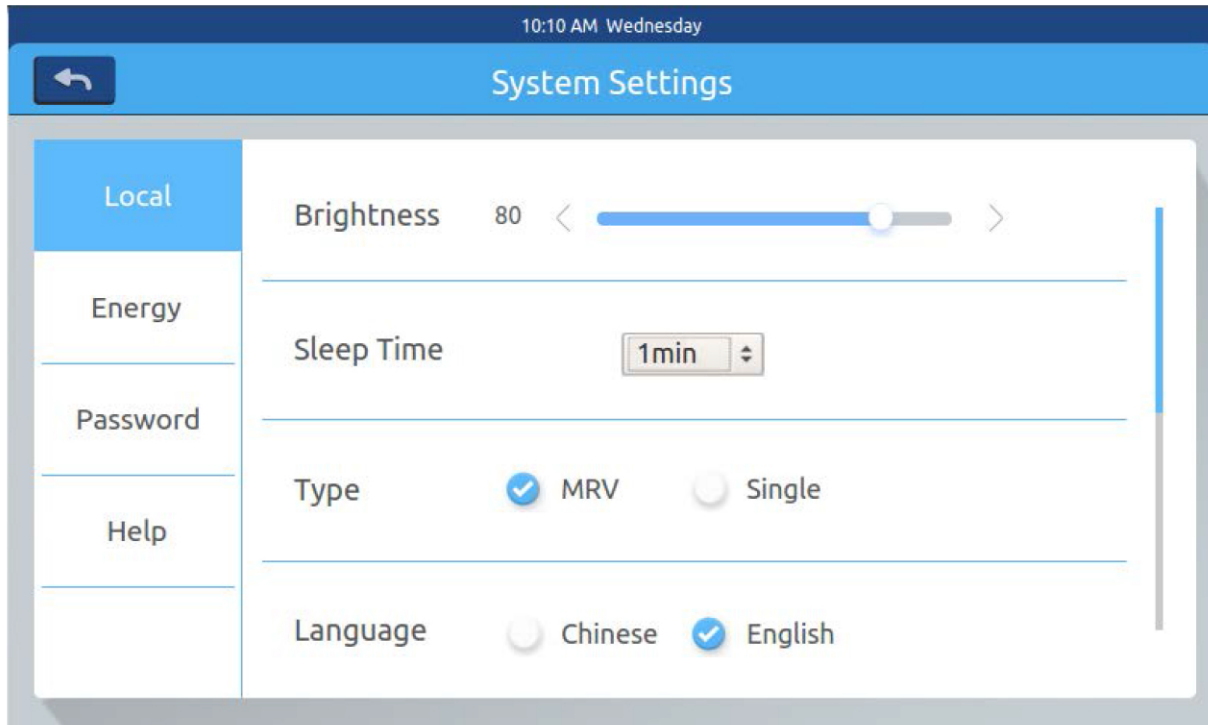 10:10 AM Wednesday
System Settings
Local
Energy
Password
Help
Brightness 80
Sleep Time 1min
Type MRV Single
Language Chinese English